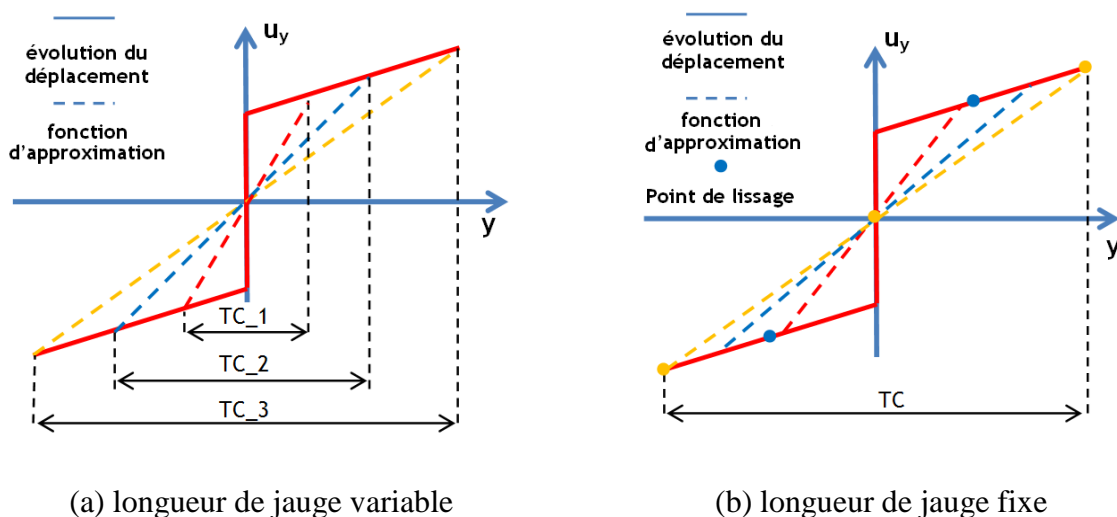 évolution du
déplacement
fonction
d'approximation
u_y
y
TC_1
TC_2
TC_3
(a) longueur de jauge variable
évolution du
déplacement
fonction
d'approximation
Point de lissage
u_y
y
TC
(b) longueur de jauge fixe